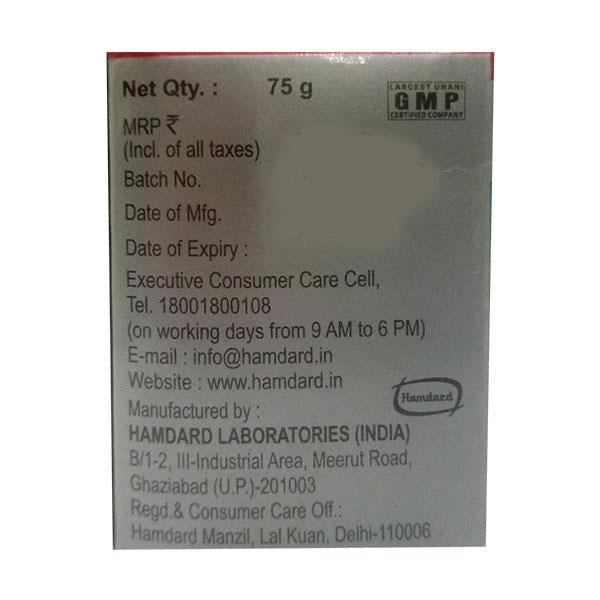 Net Qty. : 75 g
LARGEST UNANI
GMP
CERTIFIED COMPANY
MRP ₹
(Incl. of all taxes)
Batch No.
Date of Mfg.
Date of Expiry :
Executive Consumer Care Cell,
Tel. 18001800108
(on working days from 9 AM to 6 PM)
E-mail : info@hamdard.in
Website : www.hamdard.in
Hamdard
Manufactured by :
HAMDARD LABORATORIES (INDIA)
B/1-2, III-Industrial Area, Meerut Road,
Ghaziabad (U.P.)-201003
Regd.& Consumer Care Off.:
Hamdard Manzil, Lal Kuan, Delhi-110006